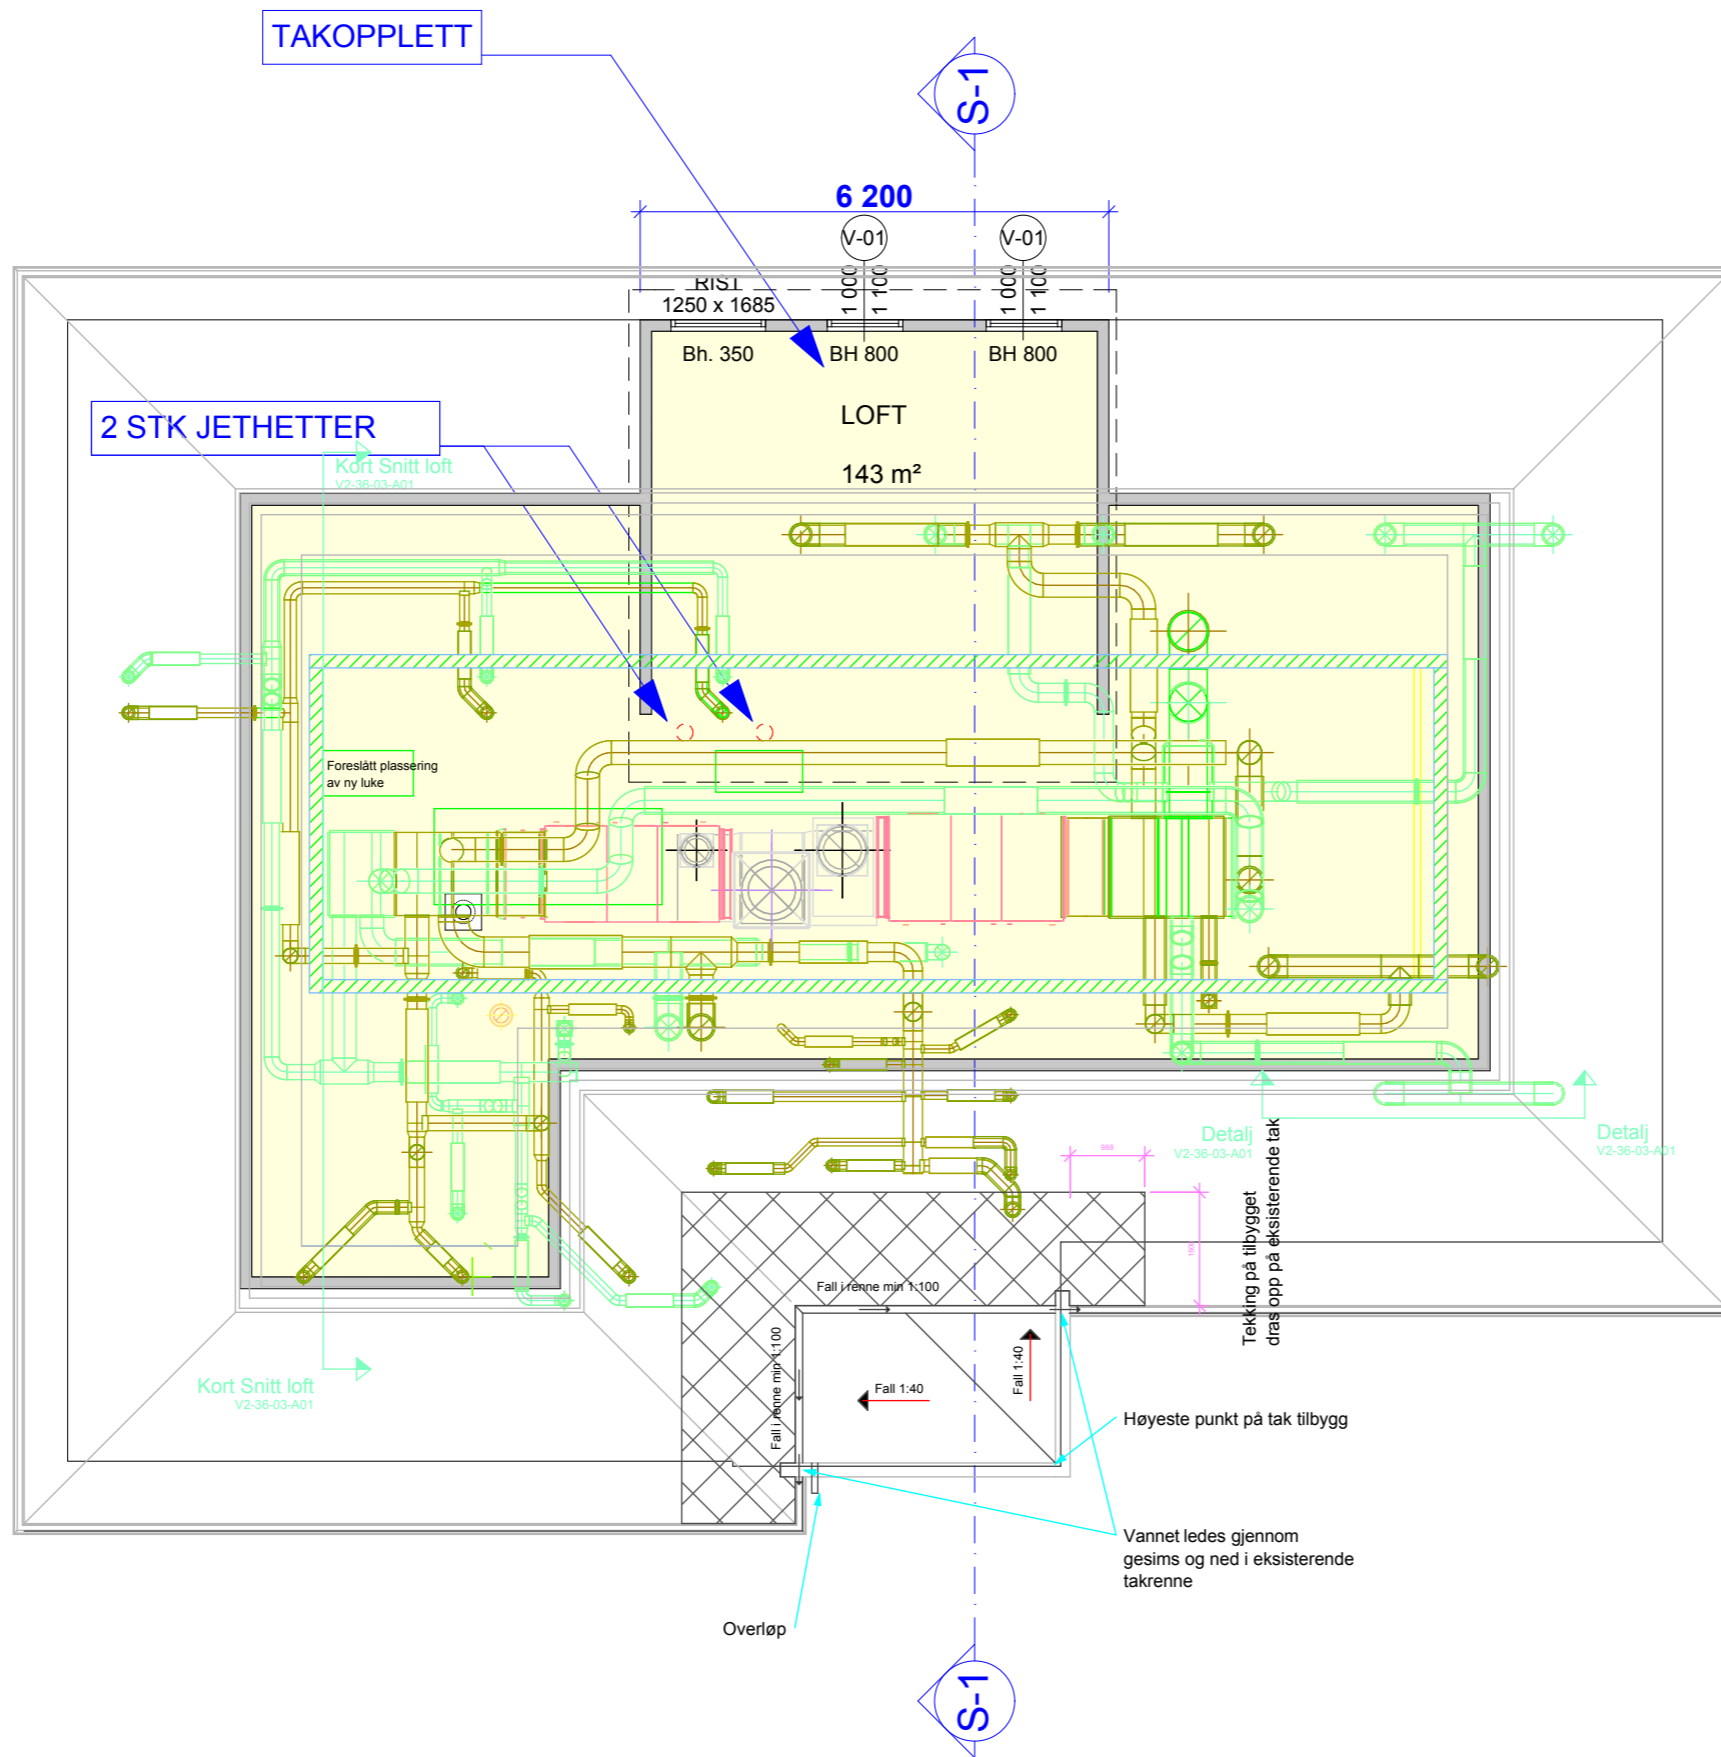 TAKOPPLETT
S-1
6 200
V-01
V-01
1 000
1 100
1 000
1 100
RIST
1250 x 1685
Bh. 350
BH 800
BH 800
LOFT
143 m²
2 STK JETHETTER
Kort Snitt loft
V2-36-03-A01
Foreslått plassering
av ny luke
Detalj
V2-36-03-A01
Detalj
V2-36-03-A01
988
1500
Tekking på tilbygget
dras opp på eksisterende tak
Fall i renne min 1:100
Fall i renne min 1:100
Fall 1:40
Fall 1:40
Kort Snitt loft
V2-36-03-A01
Høyeste punkt på tak tilbygg
Vannet ledes gjennom
gesims og ned i eksisterende
takrenne
Overløp
S-1